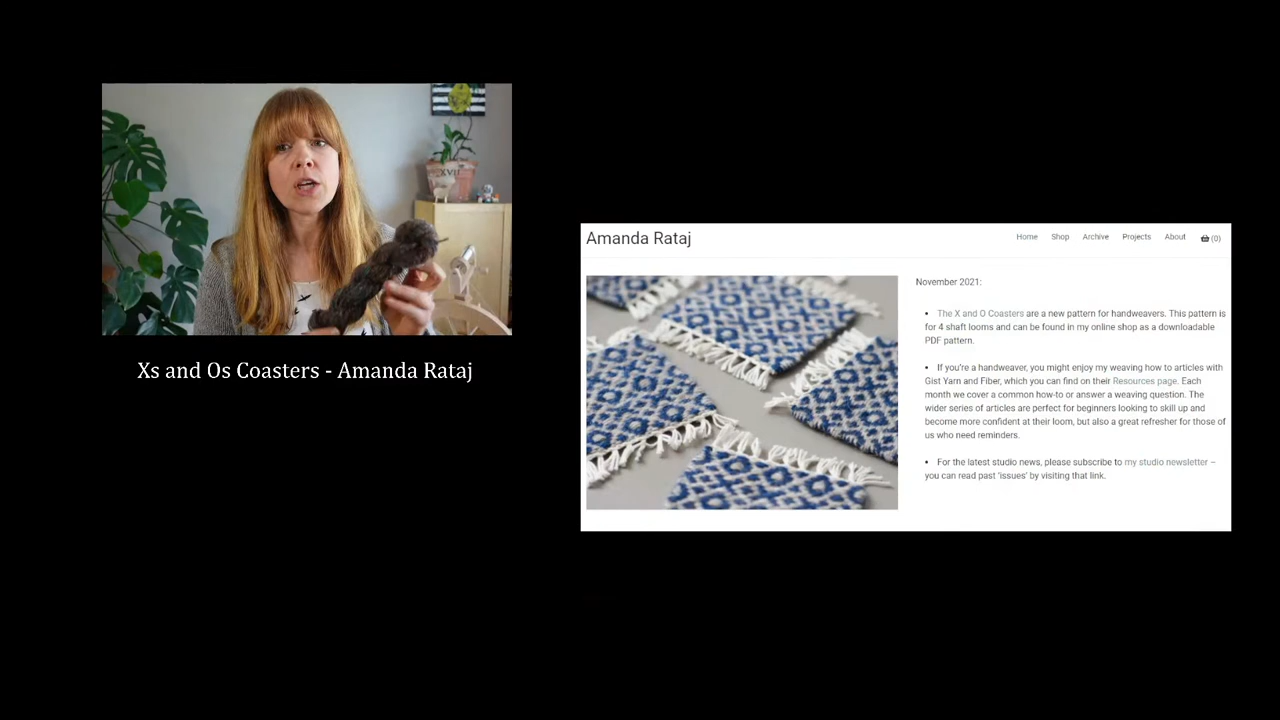 XVII
Xs and Os Coasters - Amanda Rataj
Amanda Rataj
Home Shop Archive Projects About (0)
November 2021:
• The X and O Coasters are a new pattern for handweavers. This pattern is
for 4 shaft looms and can be found in my online shop as a downloadable
PDF pattern.
• If you're a handweaver, you might enjoy my weaving how to articles with
Gist Yarn and Fiber, which you can find on their Resources page. Each
month we cover a common how-to or answer a weaving question. The
wider series of articles are perfect for beginners looking to skill up and
become more confident at their loom, but also a great refresher for those of
us who need reminders.
• For the latest studio news, please subscribe to my studio newsletter –
you can read past 'issues' by visiting that link.